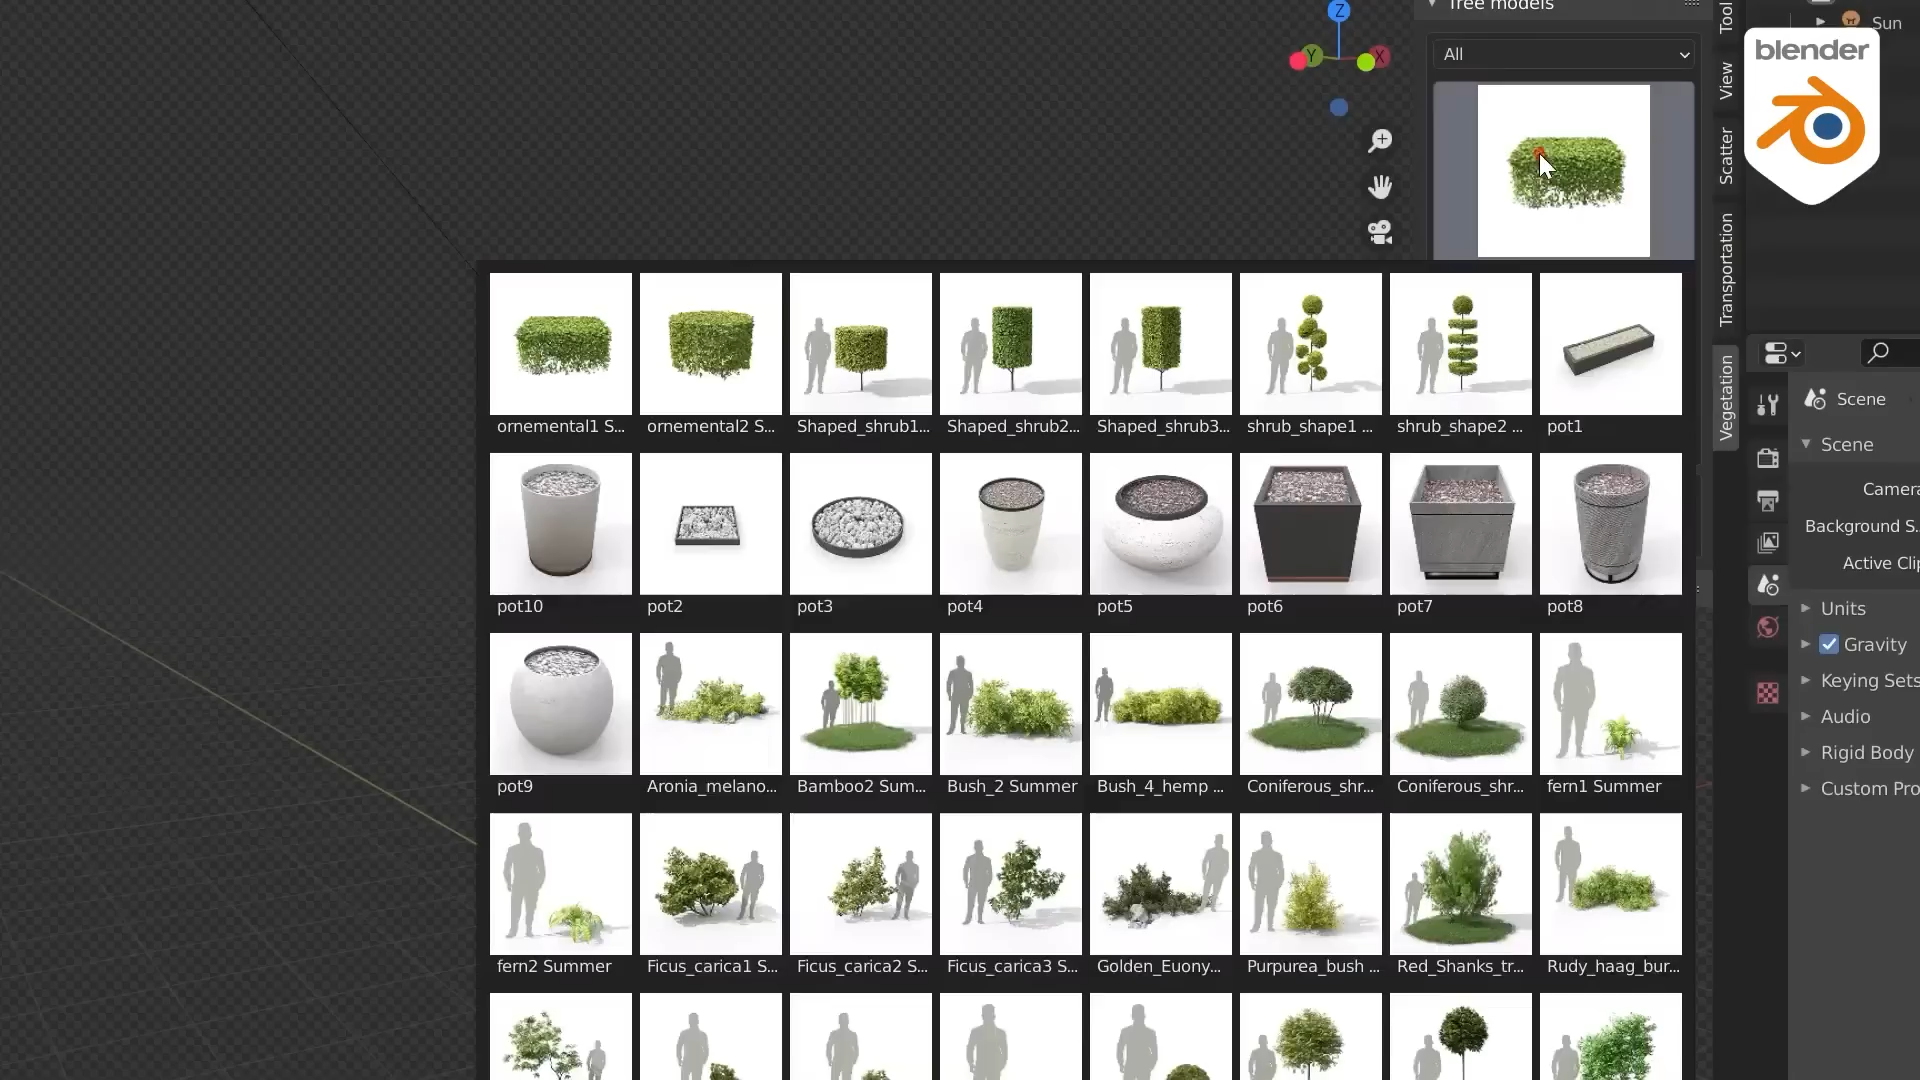 Tree models
Z
Y
X
All
Tool
View
Scatter
Transportation
Vegetation
Sun
blender
ornemental1 S...
ornemental2 S...
Shaped_shrub1...
Shaped_shrub2...
Shaped_shrub3...
shrub_shape1 ...
shrub_shape2 ...
pot1
pot10
pot2
pot3
pot4
pot5
pot6
pot7
pot8
pot9
Aronia_melano...
Bamboo2 Sum...
Bush_2 Summer
Bush_4_hemp ...
Coniferous_shr...
Coniferous_shr...
fern1 Summer
fern2 Summer
Ficus_carica1 S...
Ficus_carica2 S...
Ficus_carica3 S...
Golden_Euony...
Purpurea_bush ...
Red_Shanks_tr...
Rudy_haag_bur...
Scene
Scene
Camera
Background S..
Active Clip
Units
Gravity
Keying Sets
Audio
Rigid Body
Custom Pro